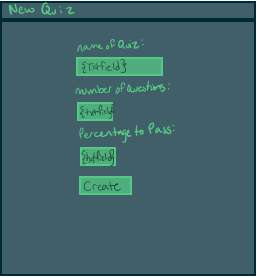 New Quiz
name of Quiz:
{Txtfield}
number of Questions:
{txtfield}
Percentage to Pass:
{txtfield}
Create